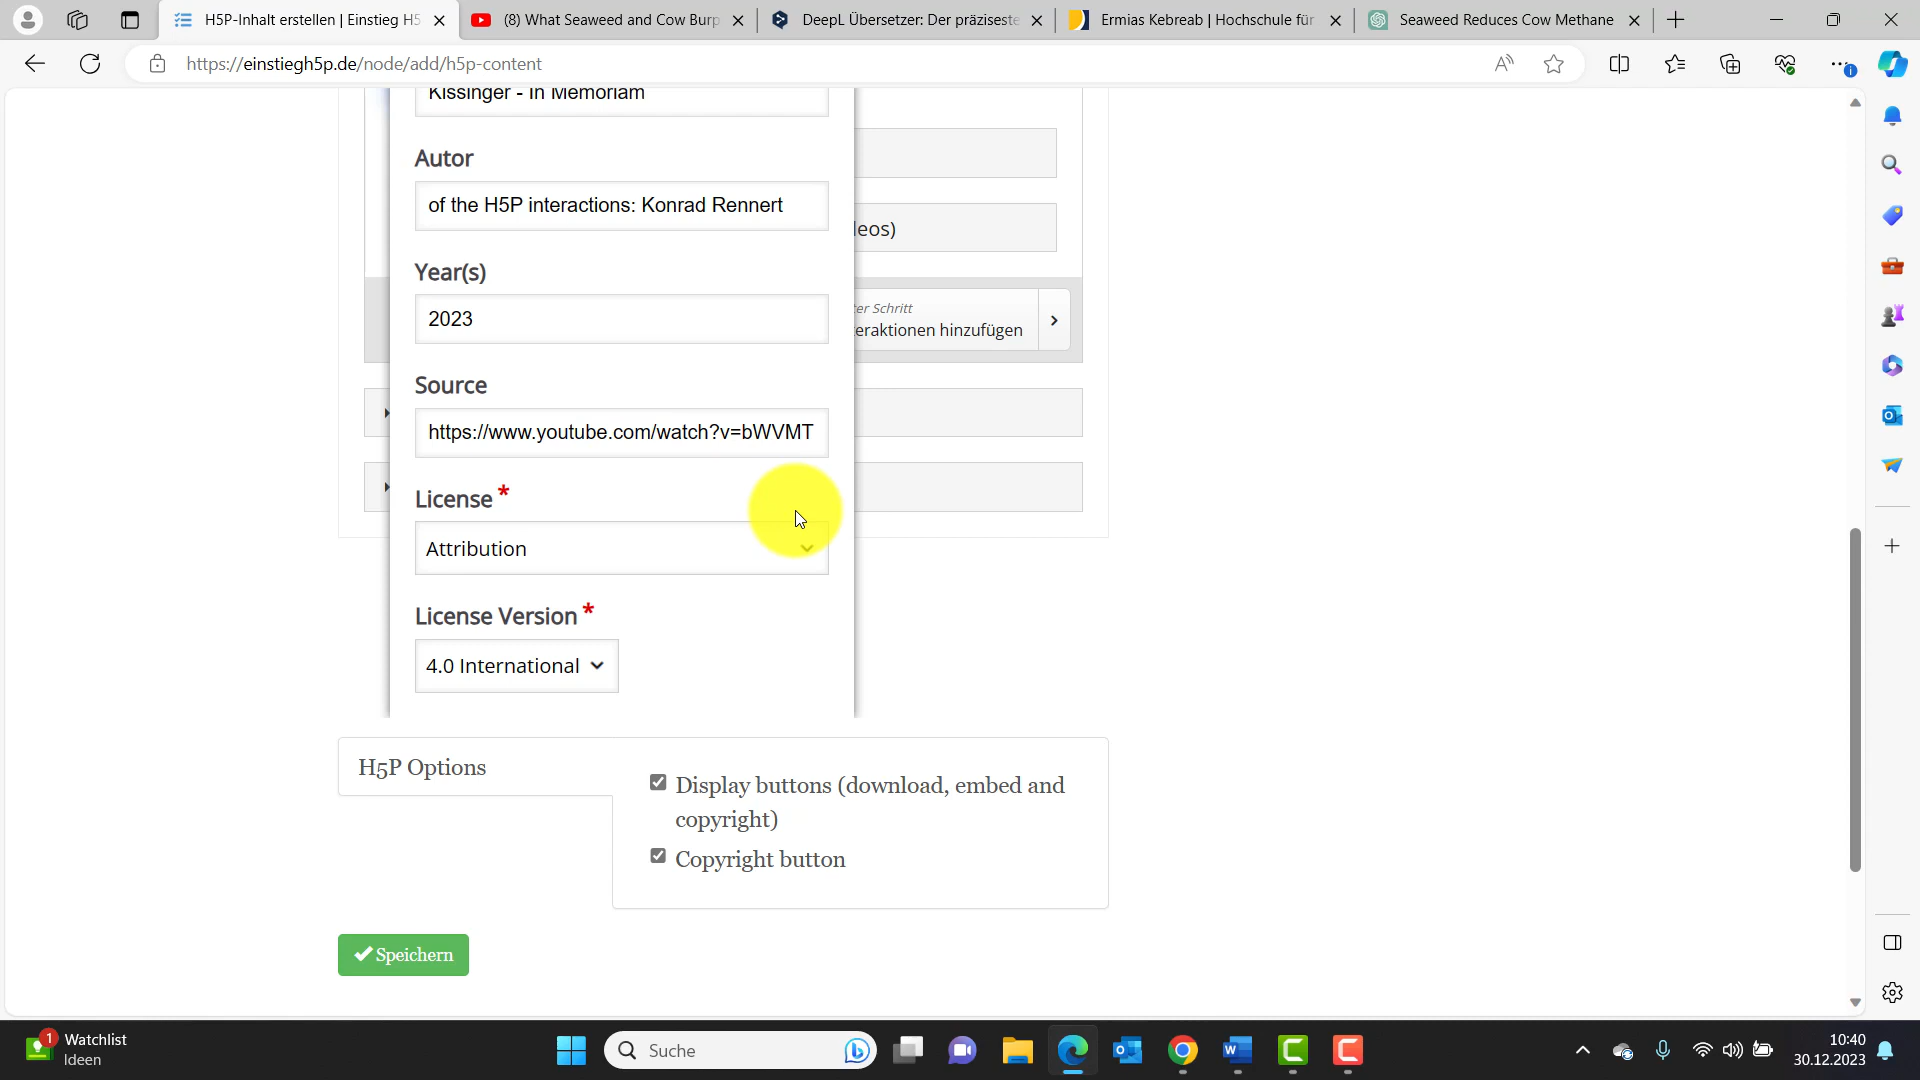 H5P-Inhalt erstellen | Einstieg H5
(8) What Seaweed and Cow Burp
DeepL Übersetzer: Der präziseste
Ermias Kebreab | Hochschule für
Seaweed Reduces Cow Methane
https://einstiegh5p.de/node/add/h5p-content
Kissinger - In Memoriam
Autor
of the H5P interactions: Konrad Rennert
leos)
Year(s)
2023
ter Schritt
teraktionen hinzufügen
Source
https://www.youtube.com/watch?v=bWVMT
License *
Attribution
License Version *
4.0 International
H5P Options
Display buttons (download, embed and
copyright)
Copyright button
Speichern
1
Watchlist
Ideen
Suche
10:40
30.12.2023